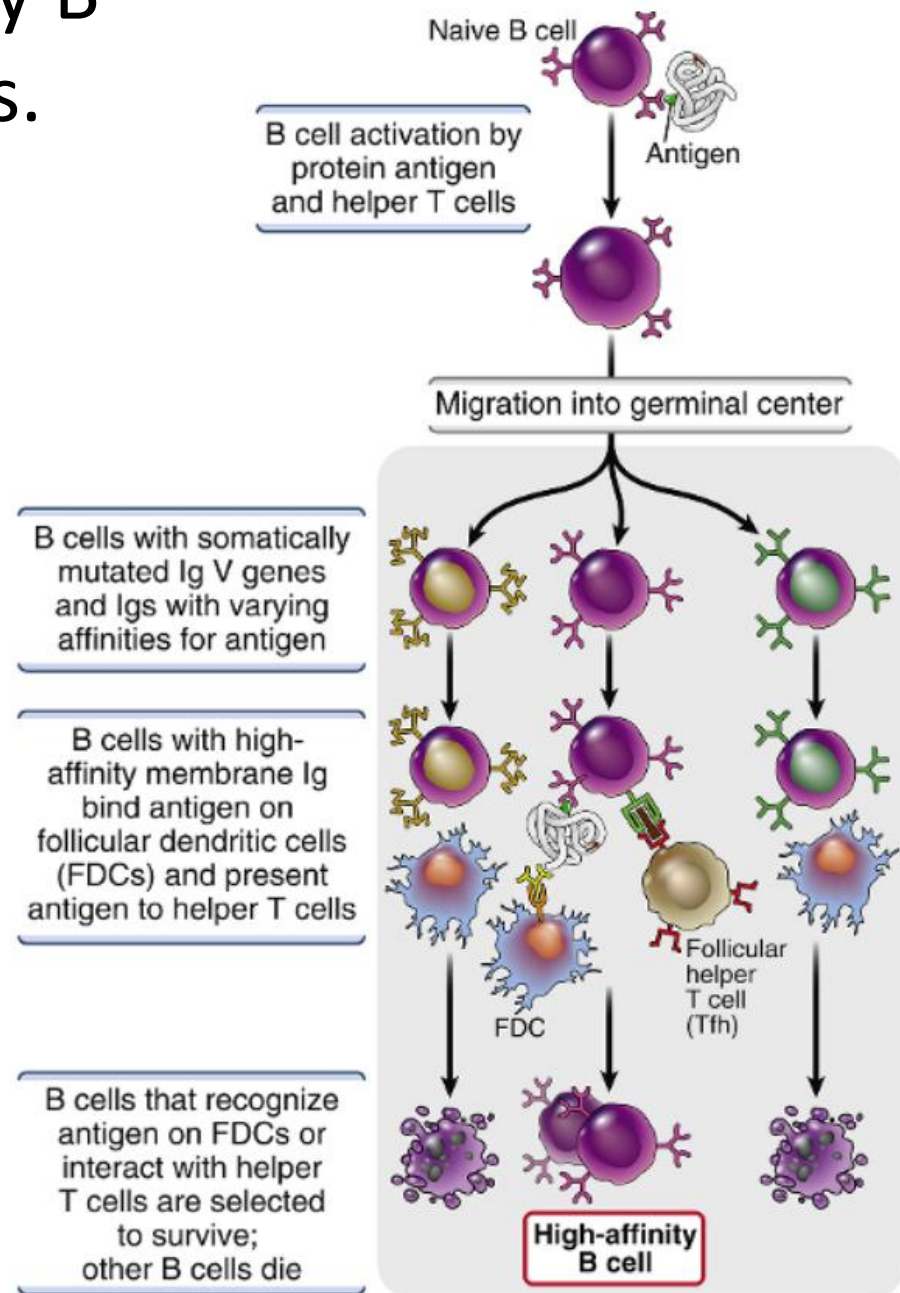 y B
s.
Naive B cell
Antigen
B cell activation by
protein antigen
and helper T cells
Migration into germinal center
B cells with somatically
mutated Ig V genes
and Igs with varying
affinities for antigen
B cells with high-
affinity membrane Ig
bind antigen on
follicular dendritic cells
(FDCs) and present
antigen to helper T cells
Follicular
helper
T cell
(Tfh)
FDC
B cells that recognize
antigen on FDCs or
interact with helper
T cells are selected
to survive;
other B cells die
High-affinity
B cell